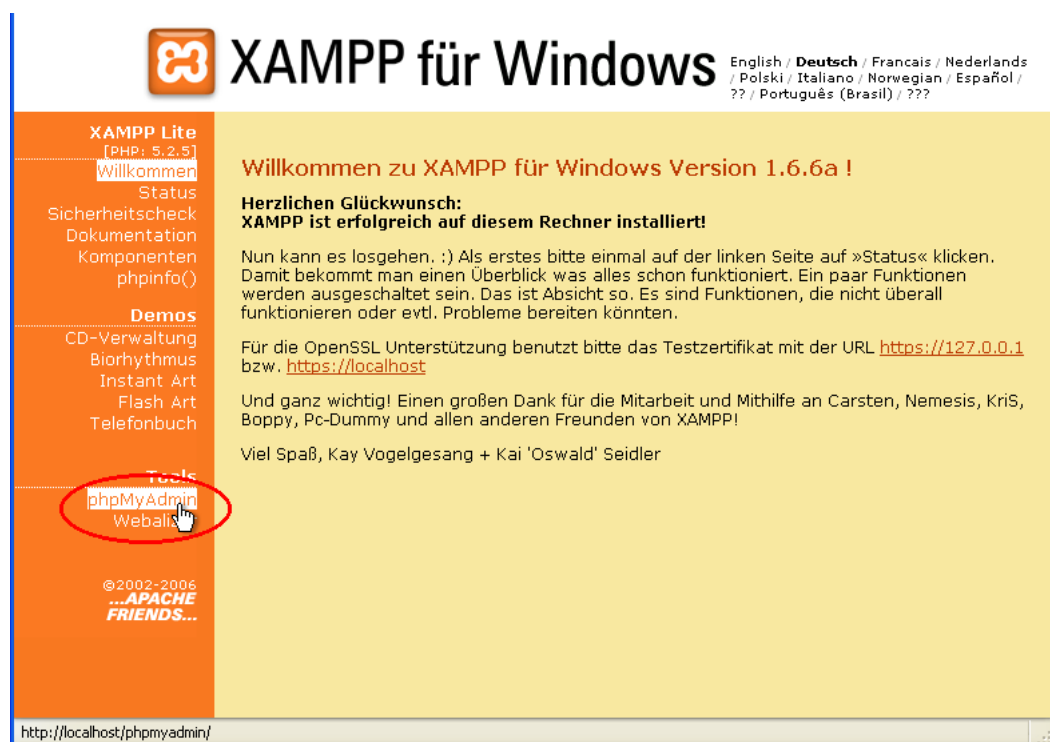 XAMPP für Windows
English / Deutsch / Francais / Nederlands
/ Polski / Italiano / Norwegian / Español /
?? / Português (Brasil) / ???
XAMPP Lite
[PHP: 5.2.5]
Willkommen
Status
Sicherheitscheck
Dokumentation
Komponenten
phpinfo()
Demos
CD-Verwaltung
Biorhythmus
Instant Art
Flash Art
Telefonbuch
Tools
phpMyAdmin
©2002-2006
...APACHE
FRIENDS...
Willkommen zu XAMPP für Windows Version 1.6.6a !
Herzlichen Glückwunsch:
XAMPP ist erfolgreich auf diesem Rechner installiert!
Nun kann es losgehen. :) Als erstes bitte einmal auf der linken Seite auf »Status« klicken.
Damit bekommt man einen Überblick was alles schon funktioniert. Ein paar Funktionen
werden ausgeschaltet sein. Das ist Absicht so. Es sind Funktionen, die nicht überall
funktionieren oder evtl. Probleme bereiten könnten.
Für die OpenSSL Unterstützung benutzt bitte das Testzertifikat mit der URL https://127.0.0.1
bzw. https://localhost
Und ganz wichtig! Einen großen Dank für die Mitarbeit und Mithilfe an Carsten, Nemesis, KriS,
Boppy, Pc-Dummy und allen anderen Freunden von XAMPP!
Viel Spaß, Kay Vogelgesang + Kai 'Oswald' Seidler
http://localhost/phpmyadmin/